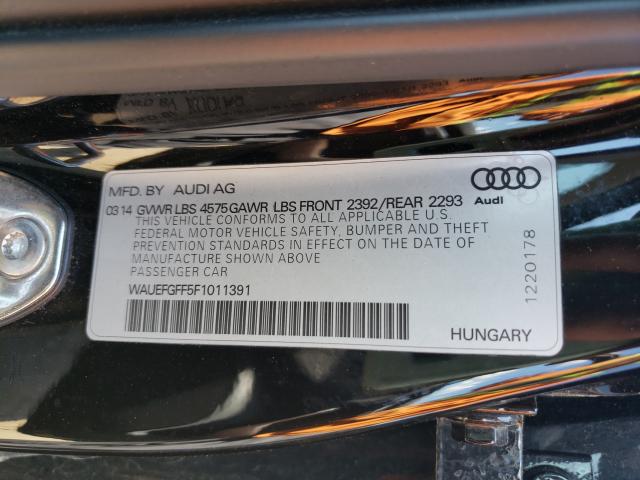 MFD. BY AUDI AG
03 14 GVWR LBS 4575 GAWR LBS FRONT 2392/REAR 2293
THIS VEHICLE CONFORMS TO ALL APPLICABLE U.S.
FEDERAL MOTOR VEHICLE SAFETY, BUMPER AND THEFT
PREVENTION STANDARDS IN EFFECT ON THE DATE OF
MANUFACTURE SHOWN ABOVE
PASSENGER CAR
WAUEFGFF5F1011391
Audi
1220178
HUNGARY